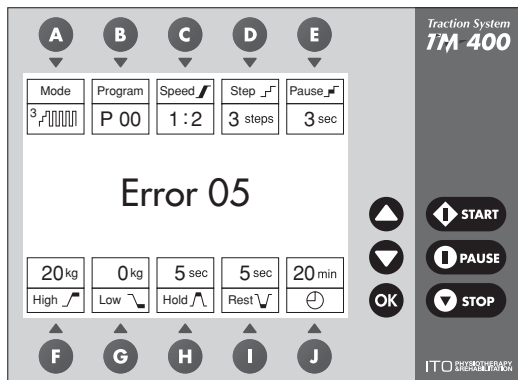 A B C D E
Traction System
TM-400
Mode Program Speed Step Pause
3 P 00 1:2 3 steps 3 sec
Error 05
START
PAUSE
OK STOP
20 kg 0 kg 5 sec 5 sec 20 min
High Low Hold Rest
F G H I J
ITO PHYSIOTHERAPY
&REHABILITATION